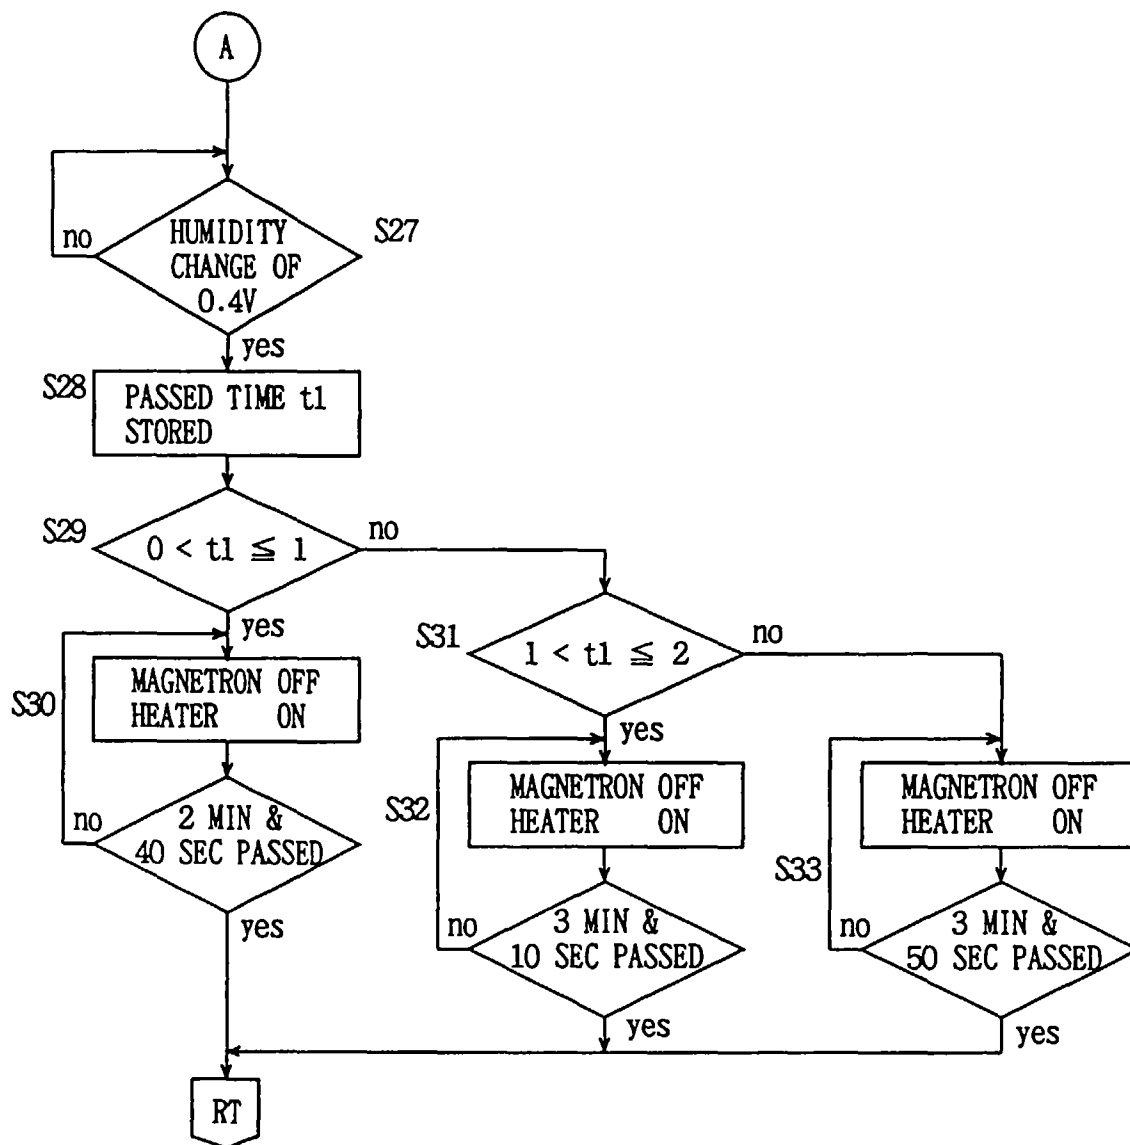 A
no
HUMIDITY
CHANGE OF
0.4V
S27
yes
S28
PASSED TIME t1
STORED
S29
0 < t1 ≦ 1
no
yes
S30
MAGNETRON OFF
HEATER ON
no
2 MIN &
40 SEC PASSED
yes
S31
1 < t1 ≦ 2
no
yes
S32
MAGNETRON OFF
HEATER ON
no
3 MIN &
10 SEC PASSED
yes
S33
MAGNETRON OFF
HEATER ON
no
3 MIN &
50 SEC PASSED
yes
RT